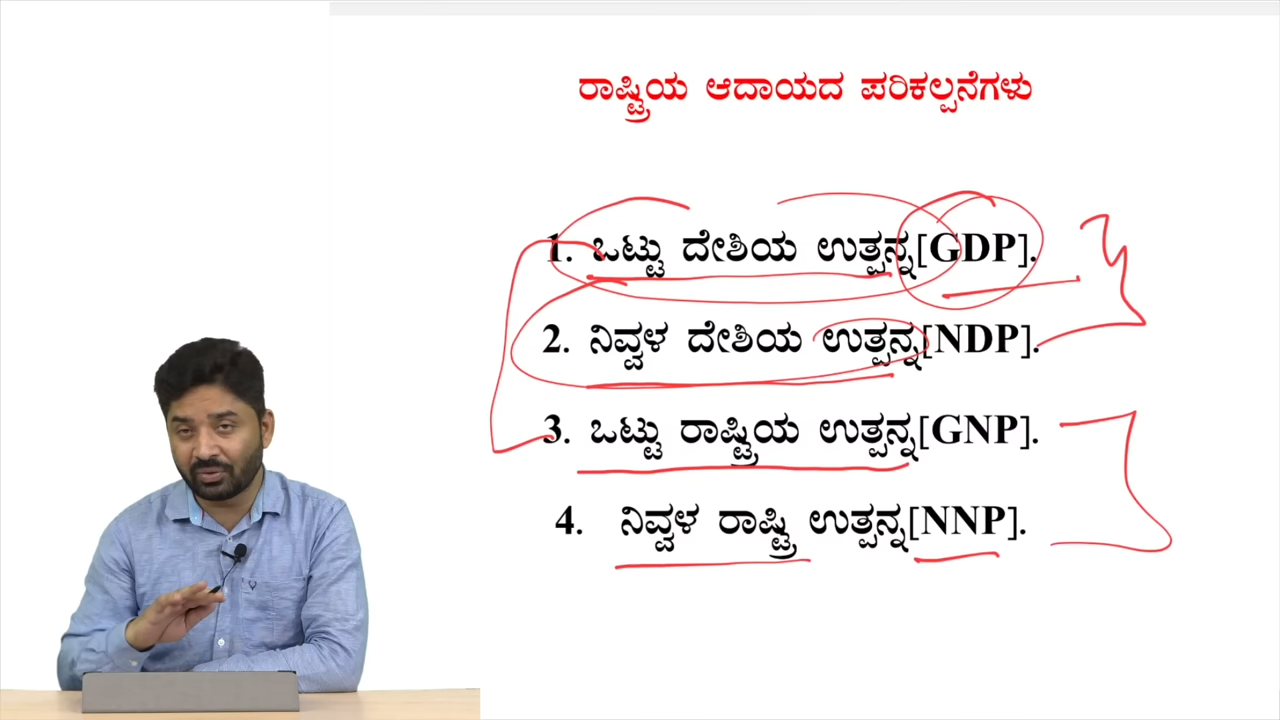 ರಾಷ್ಟ್ರಿಯ ಆದಾಯದ ಪರಿಕಲ್ಪನೆಗಳು
1. ಒಟ್ಟು ದೇಶಿಯ ಉತ್ಪನ್ನ[GDP].
2. ನಿವ್ವಳ ದೇಶಿಯ ಉತ್ಪನ್ನ[NDP].
3. ಒಟ್ಟು ರಾಷ್ಟ್ರಿಯ ಉತ್ಪನ್ನ[GNP].
4. ನಿವ್ವಳ ರಾಷ್ಟ್ರಿ ಉತ್ಪನ್ನ[NNP].